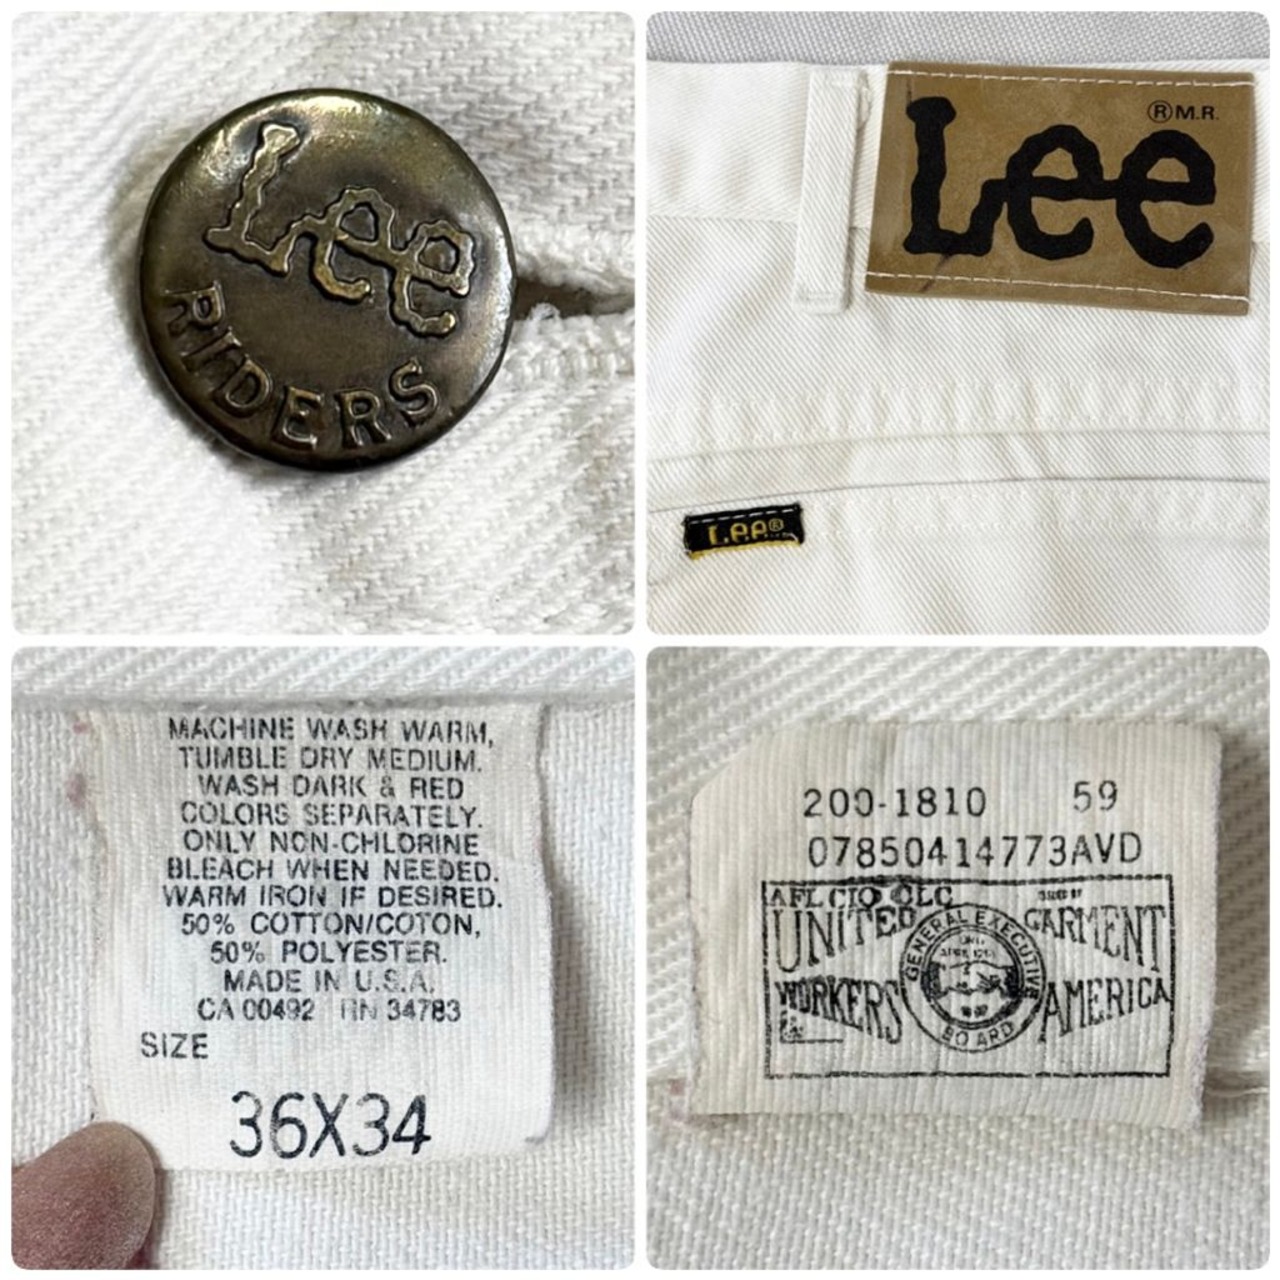 Lee
RIDERS
Lee
® M.R.
Lee®
MACHINE WASH WARM,
TUMBLE DRY MEDIUM.
WASH DARK & RED
COLORS SEPARATELY.
ONLY NON-CHLORINE
BLEACH WHEN NEEDED.
WARM IRON IF DESIRED.
50% COTTON/COTON,
50% POLYESTER.
MADE IN U.S.A.
CA 00492 RN 34783
SIZE
36X34
200-1810 59
07850414773AVD
AFL CIO CLC
UNITED GARMENT
WORKERS AMERICA
GENERAL EXECUTIVE
BOARD